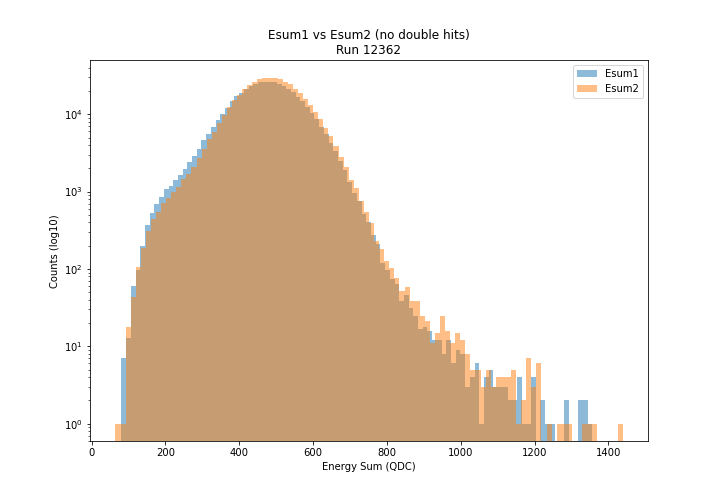 Esum1 vs Esum2 (no double hits)
Run 12362
Esum1
Esum2
Counts (log10)
10⁴
10³
10²
10¹
10⁰
0 200 400 600 800 1000 1200 1400
Energy Sum (QDC)